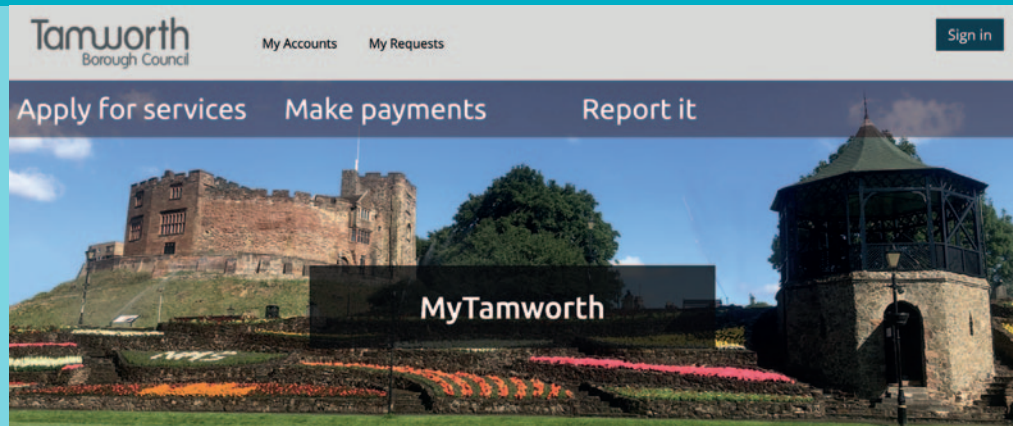 Tamworth
Borough Council
My Accounts My Requests
Sign in
Apply for services Make payments Report it
MyTamworth